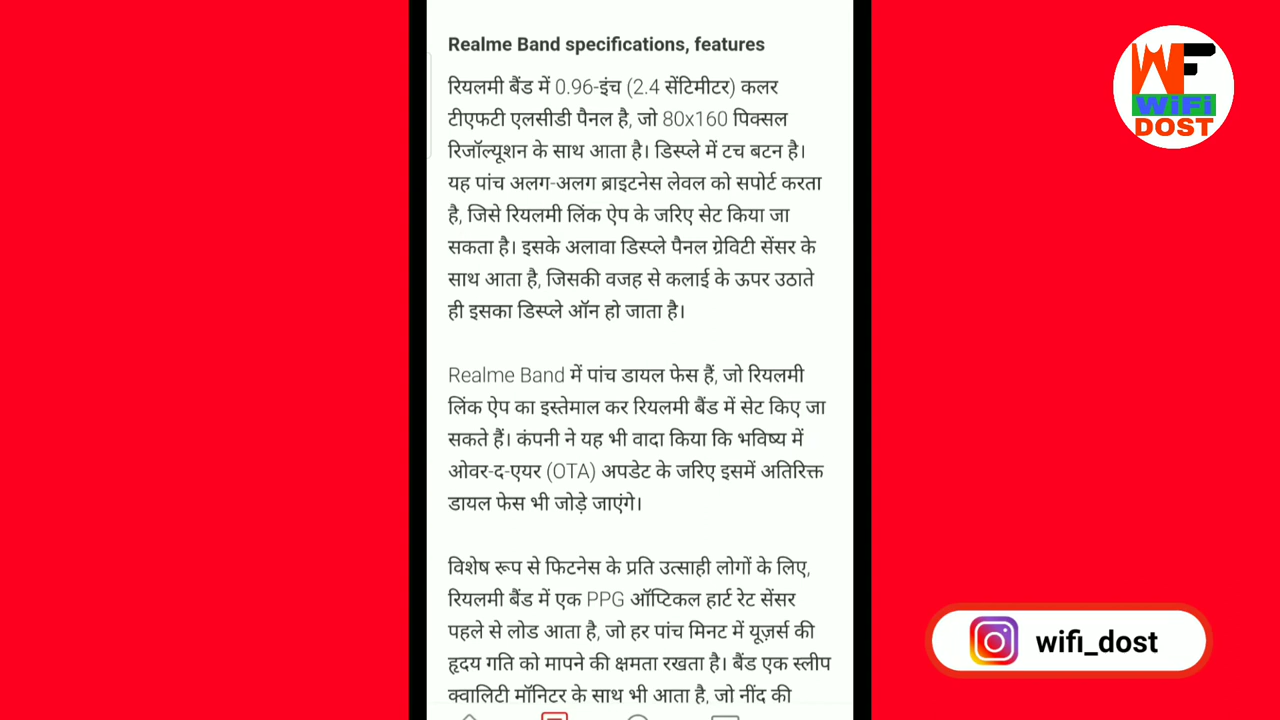 Realme Band specifications, features
रियलमी बैंड में 0.96-इंच (2.4 सेंटिमीटर) कलर
टीएफटी एलसीडी पैनल है, जो 80x160 पिक्सल
रिजॉल्यूशन के साथ आता है। डिस्प्ले में टच बटन है।
यह पांच अलग-अलग ब्राइटनेस लेवल को सपोर्ट करता
है, जिसे रियलमी लिंक ऐप के जरिए सेट किया जा
सकता है। इसके अलावा डिस्प्ले पैनल ग्रेविटी सेंसर के
साथ आता है, जिसकी वजह से कलाई के ऊपर उठाते
ही इसका डिस्प्ले ऑन हो जाता है।
Realme Band में पांच डायल फेस हैं, जो रियलमी
लिंक ऐप का इस्तेमाल कर रियलमी बैंड में सेट किए जा
सकते हैं। कंपनी ने यह भी वादा किया कि भविष्य में
ओवर-द-एयर (OTA) अपडेट के जरिए इसमें अतिरिक्त
डायल फेस भी जोड़े जाएंगे।
विशेष रूप से फिटनेस के प्रति उत्साही लोगों के लिए,
रियलमी बैंड में एक PPG ऑप्टिकल हार्ट रेट सेंसर
पहले से लोड आता है, जो हर पांच मिनट में यूज़र्स की
हृदय गति को मापने की क्षमता रखता है। बैंड एक स्लीप
क्वालिटी मॉनिटर के साथ भी आता है, जो नींद की
WF
WiFi
DOST
wifi_dost